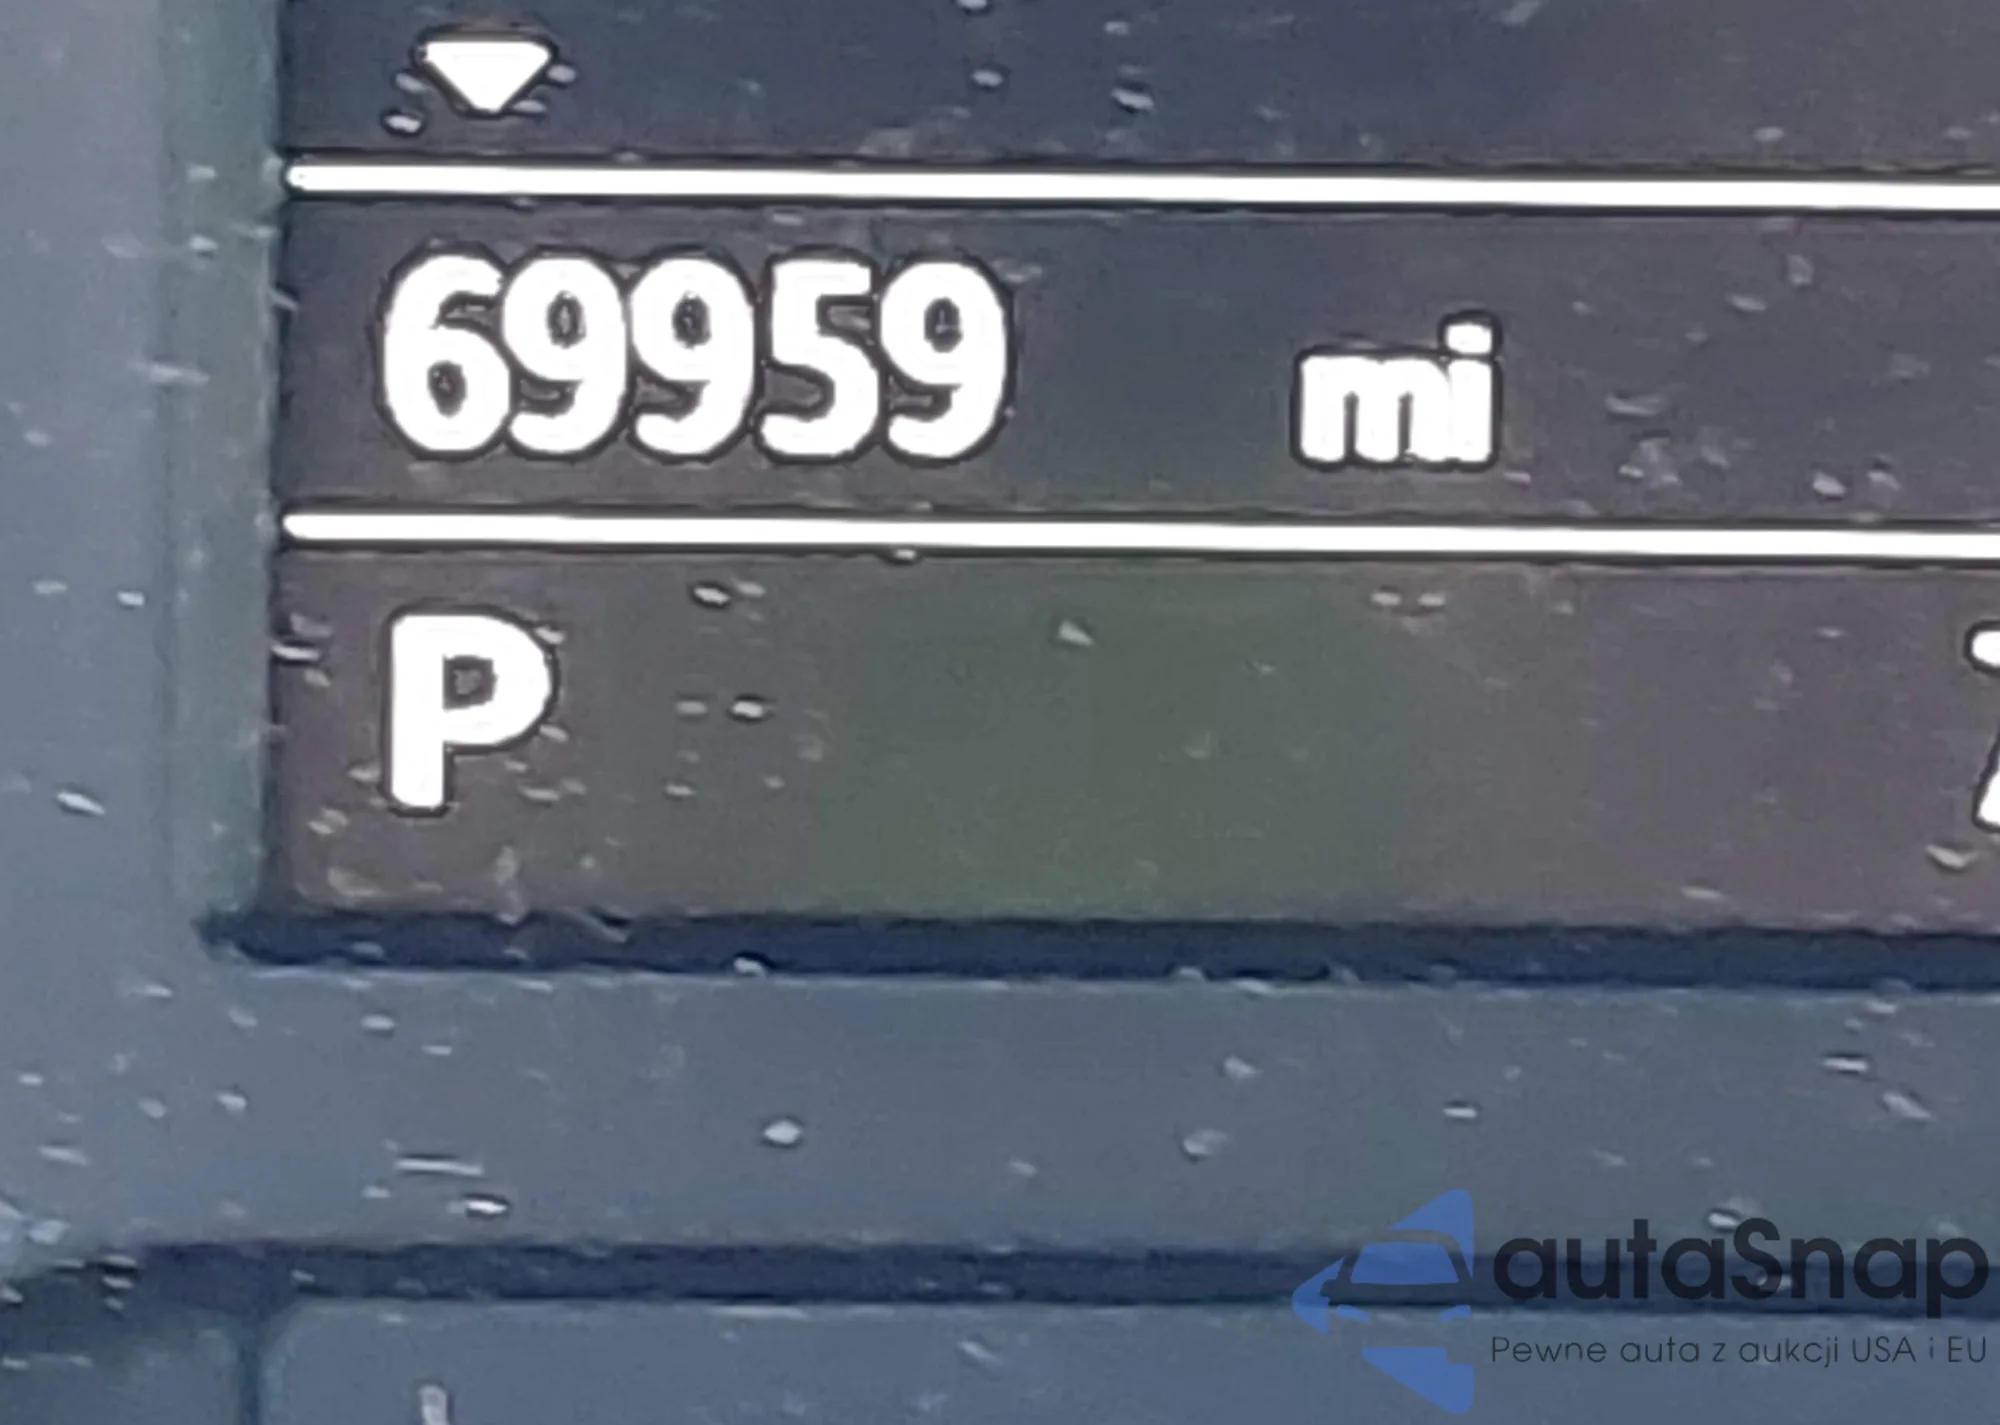 69959 mi
P
autaSnap
Pewne auta z aukcji USA i EU